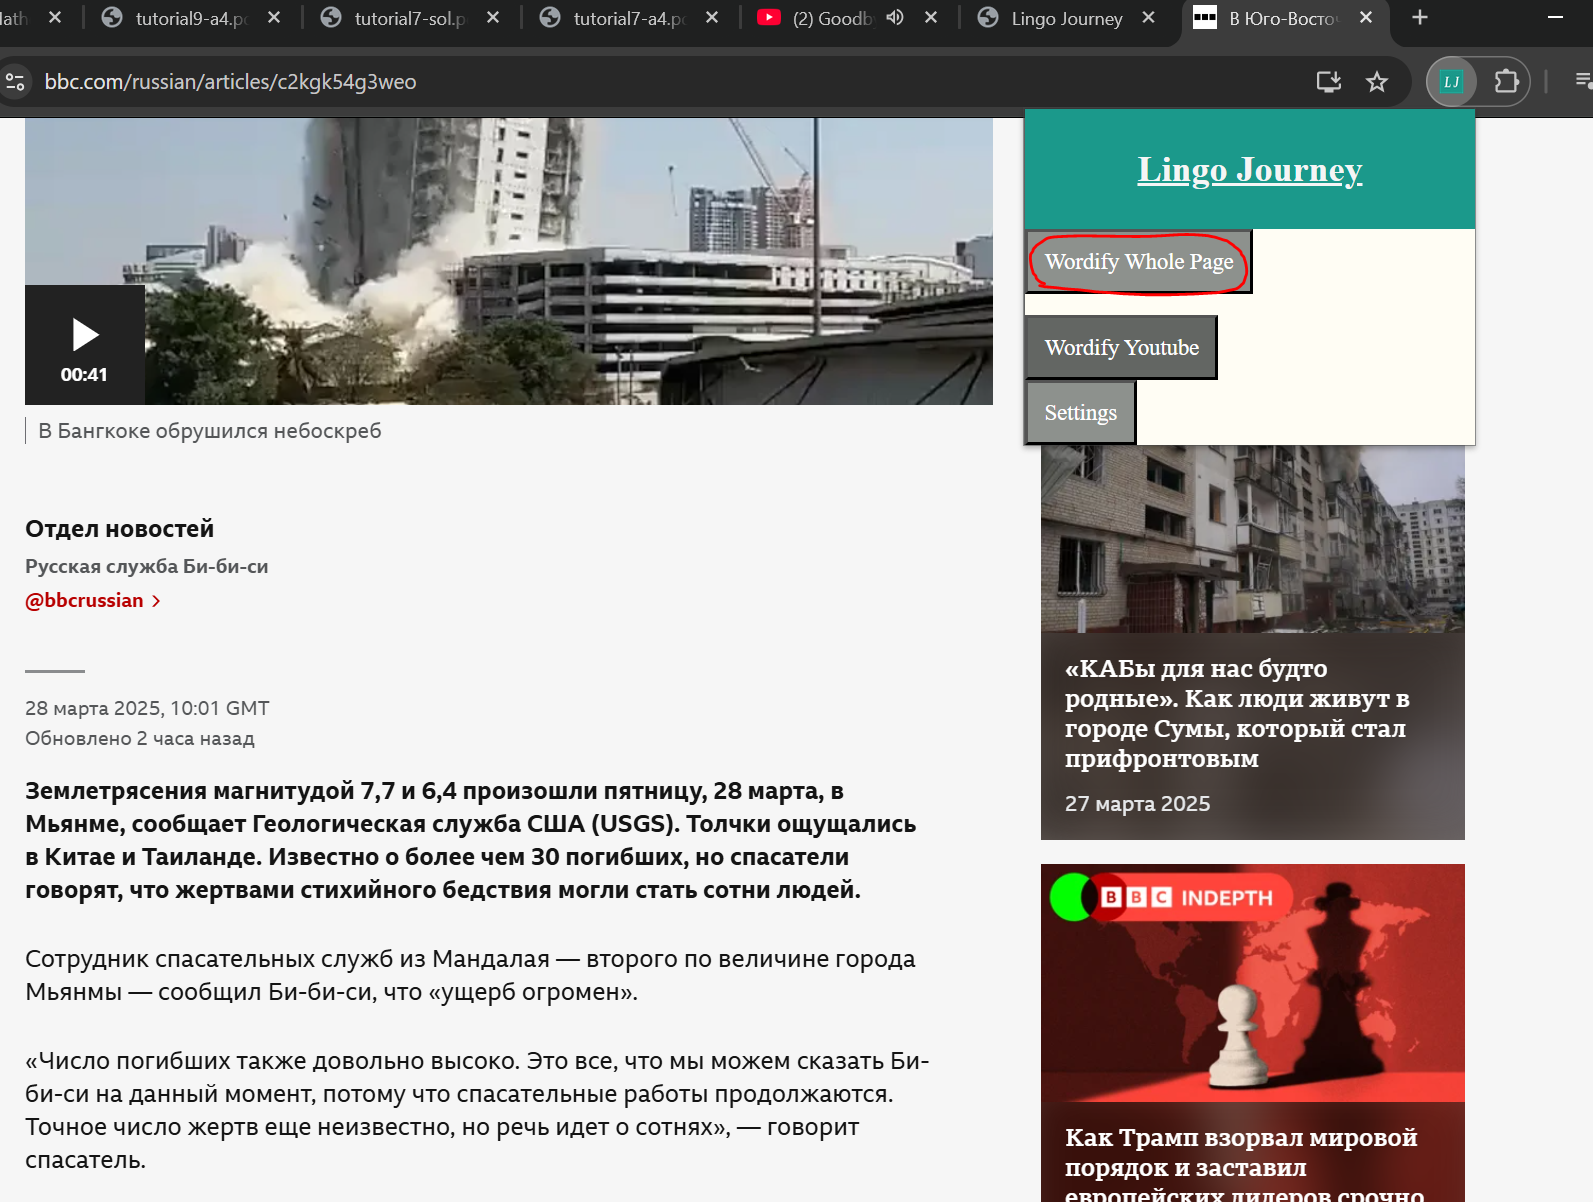 tutorial7-sol.p
tutorial7-a4.pc
(2) Goodb
Lingo Journey
В Юго-Восто
bbc.com/russian/articles/c2kgk54g3weo
LJ
Lingo Journey
Wordify Whole Page
Wordify Youtube
Settings
00:41
В Бангкоке обрушился небоскреб
Отдел новостей
Русская служба Би-би-си
@bbcrussian
28 марта 2025, 10:01 GMT
Обновлено 2 часа назад
Землетрясения магнитудой 7,7 и 6,4 произошли пятницу, 28 марта, в
Мьянме, сообщает Геологическая служба США (USGS). Толчки ощущались
в Китае и Таиланде. Известно о более чем 30 погибших, но спасатели
говорят, что жертвами стихийного бедствия могли стать сотни людей.
Сотрудник спасательных служб из Мандалая — второго по величине города
Мьянмы — сообщил Би-би-си, что «ущерб огромен».
«Число погибших также довольно высоко. Это все, что мы можем сказать Би-
би-си на данный момент, потому что спасательные работы продолжаются.
Точное число жертв еще неизвестно, но речь идет о сотнях», — говорит
спасатель.
«КАБы для нас будто
родные». Как люди живут в
городе Сумы, который стал
прифронтовым
27 марта 2025
BBC INDEPTH
Как Трамп взорвал мировой
порядок и заставил
европейских лидеров срочно